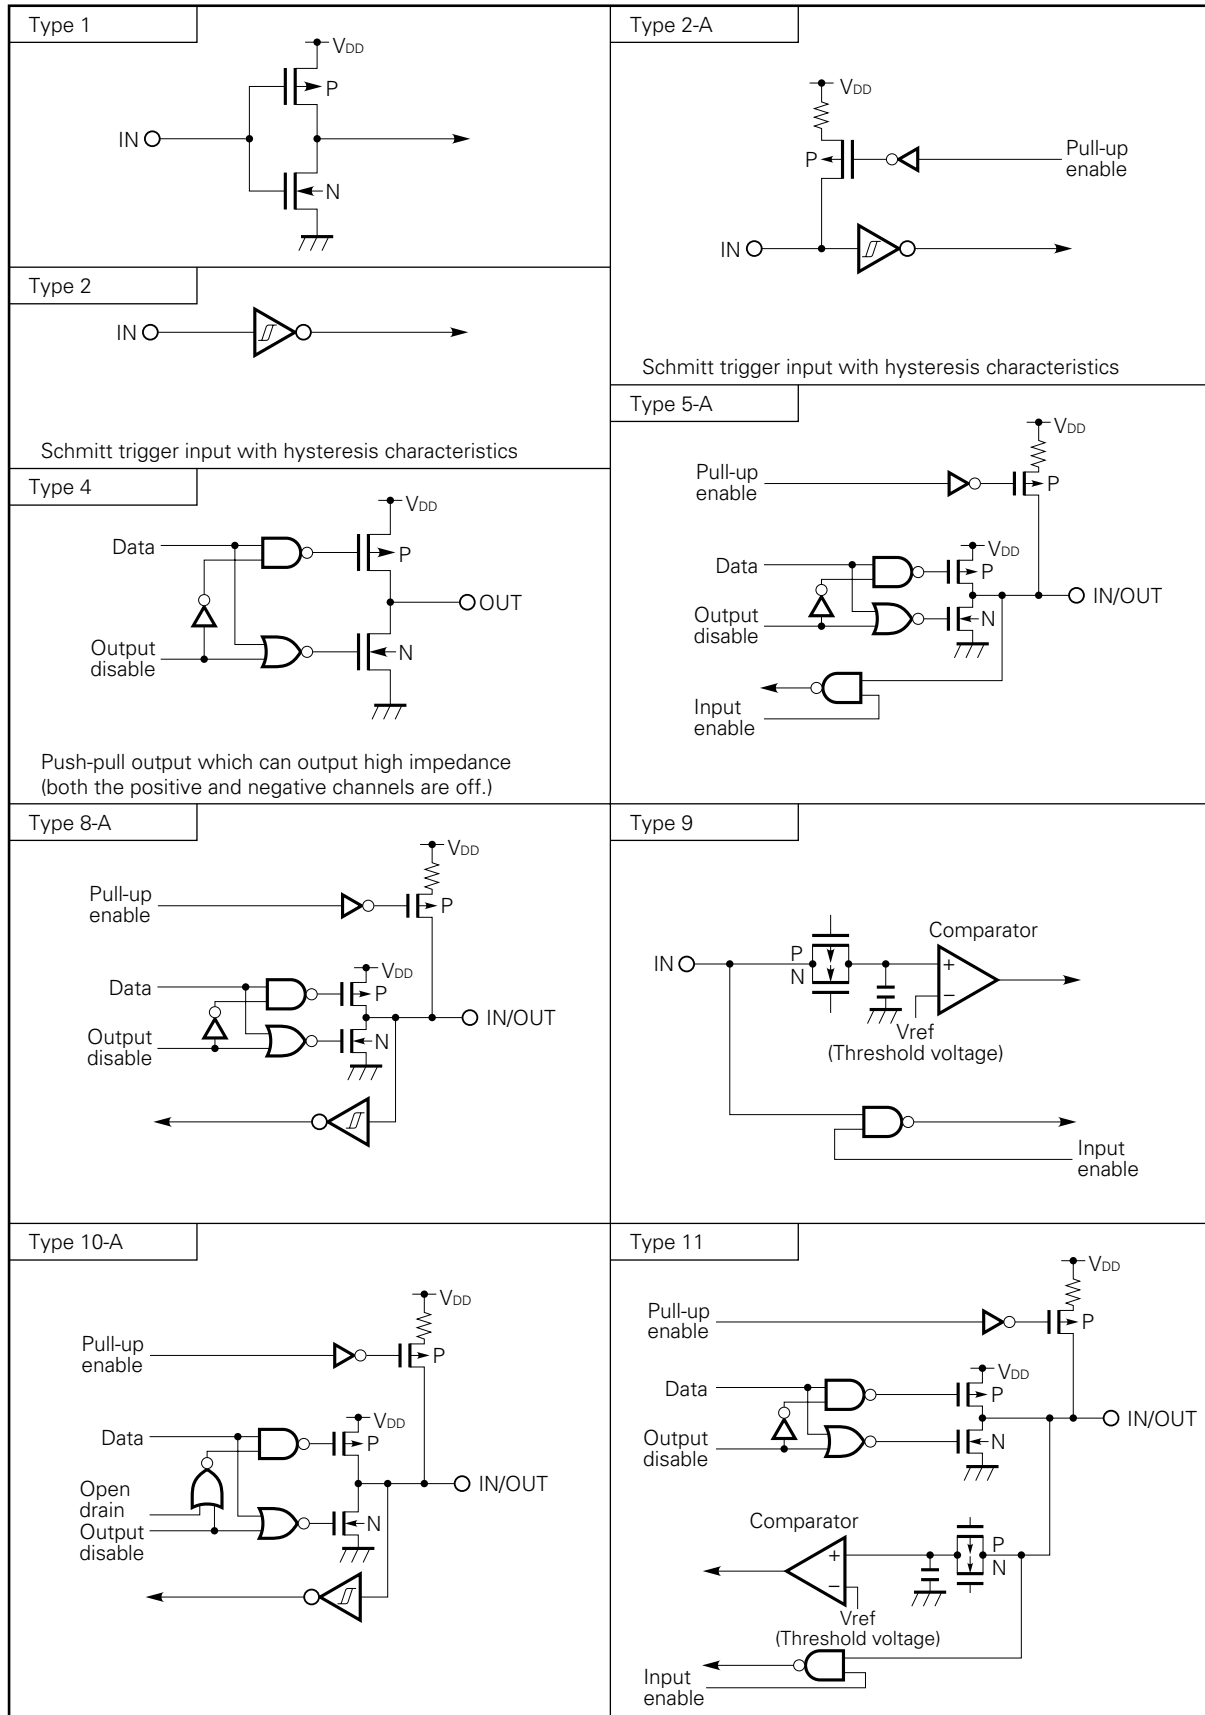 Type 1
VDD
P
IN
N
Type 2-A
VDD
P
Pull-up
enable
IN
Schmitt trigger input with hysteresis characteristics
Type 2
IN
Schmitt trigger input with hysteresis characteristics
Type 5-A
VDD
Pull-up
enable
P
VDD
Data
P
IN/OUT
Output
disable
N
Input
enable
Type 4
VDD
Data
P
OUT
Output
disable
N
Push-pull output which can output high impedance
(both the positive and negative channels are off.)
Type 8-A
VDD
Pull-up
enable
P
VDD
Data
P
IN/OUT
Output
disable
N
Type 9
Comparator
IN
P
N
+
−
Vref
(Threshold voltage)
Input
enable
Type 10-A
VDD
Pull-up
enable
P
VDD
Data
P
IN/OUT
Open
drain
Output
disable
N
Type 11
VDD
Pull-up
enable
P
VDD
Data
P
IN/OUT
Output
disable
N
Comparator
P
N
+
−
Vref
(Threshold voltage)
Input
enable